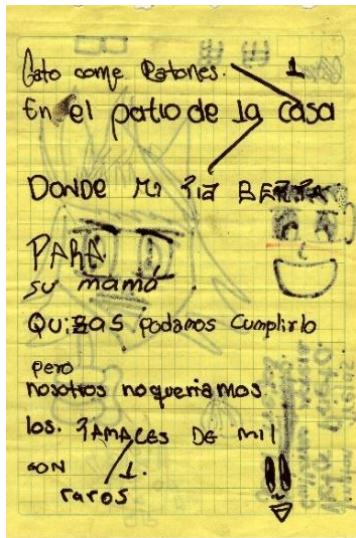 Gato come Ratones. 1
En el patio de la casa
DONDE Mi Tia BERTA
PARA
su mamá
QUiZaS podamos Cumplirlo
pero
nosotros no queriamos
los. TAMALES DE Mil
SON 1.
raros